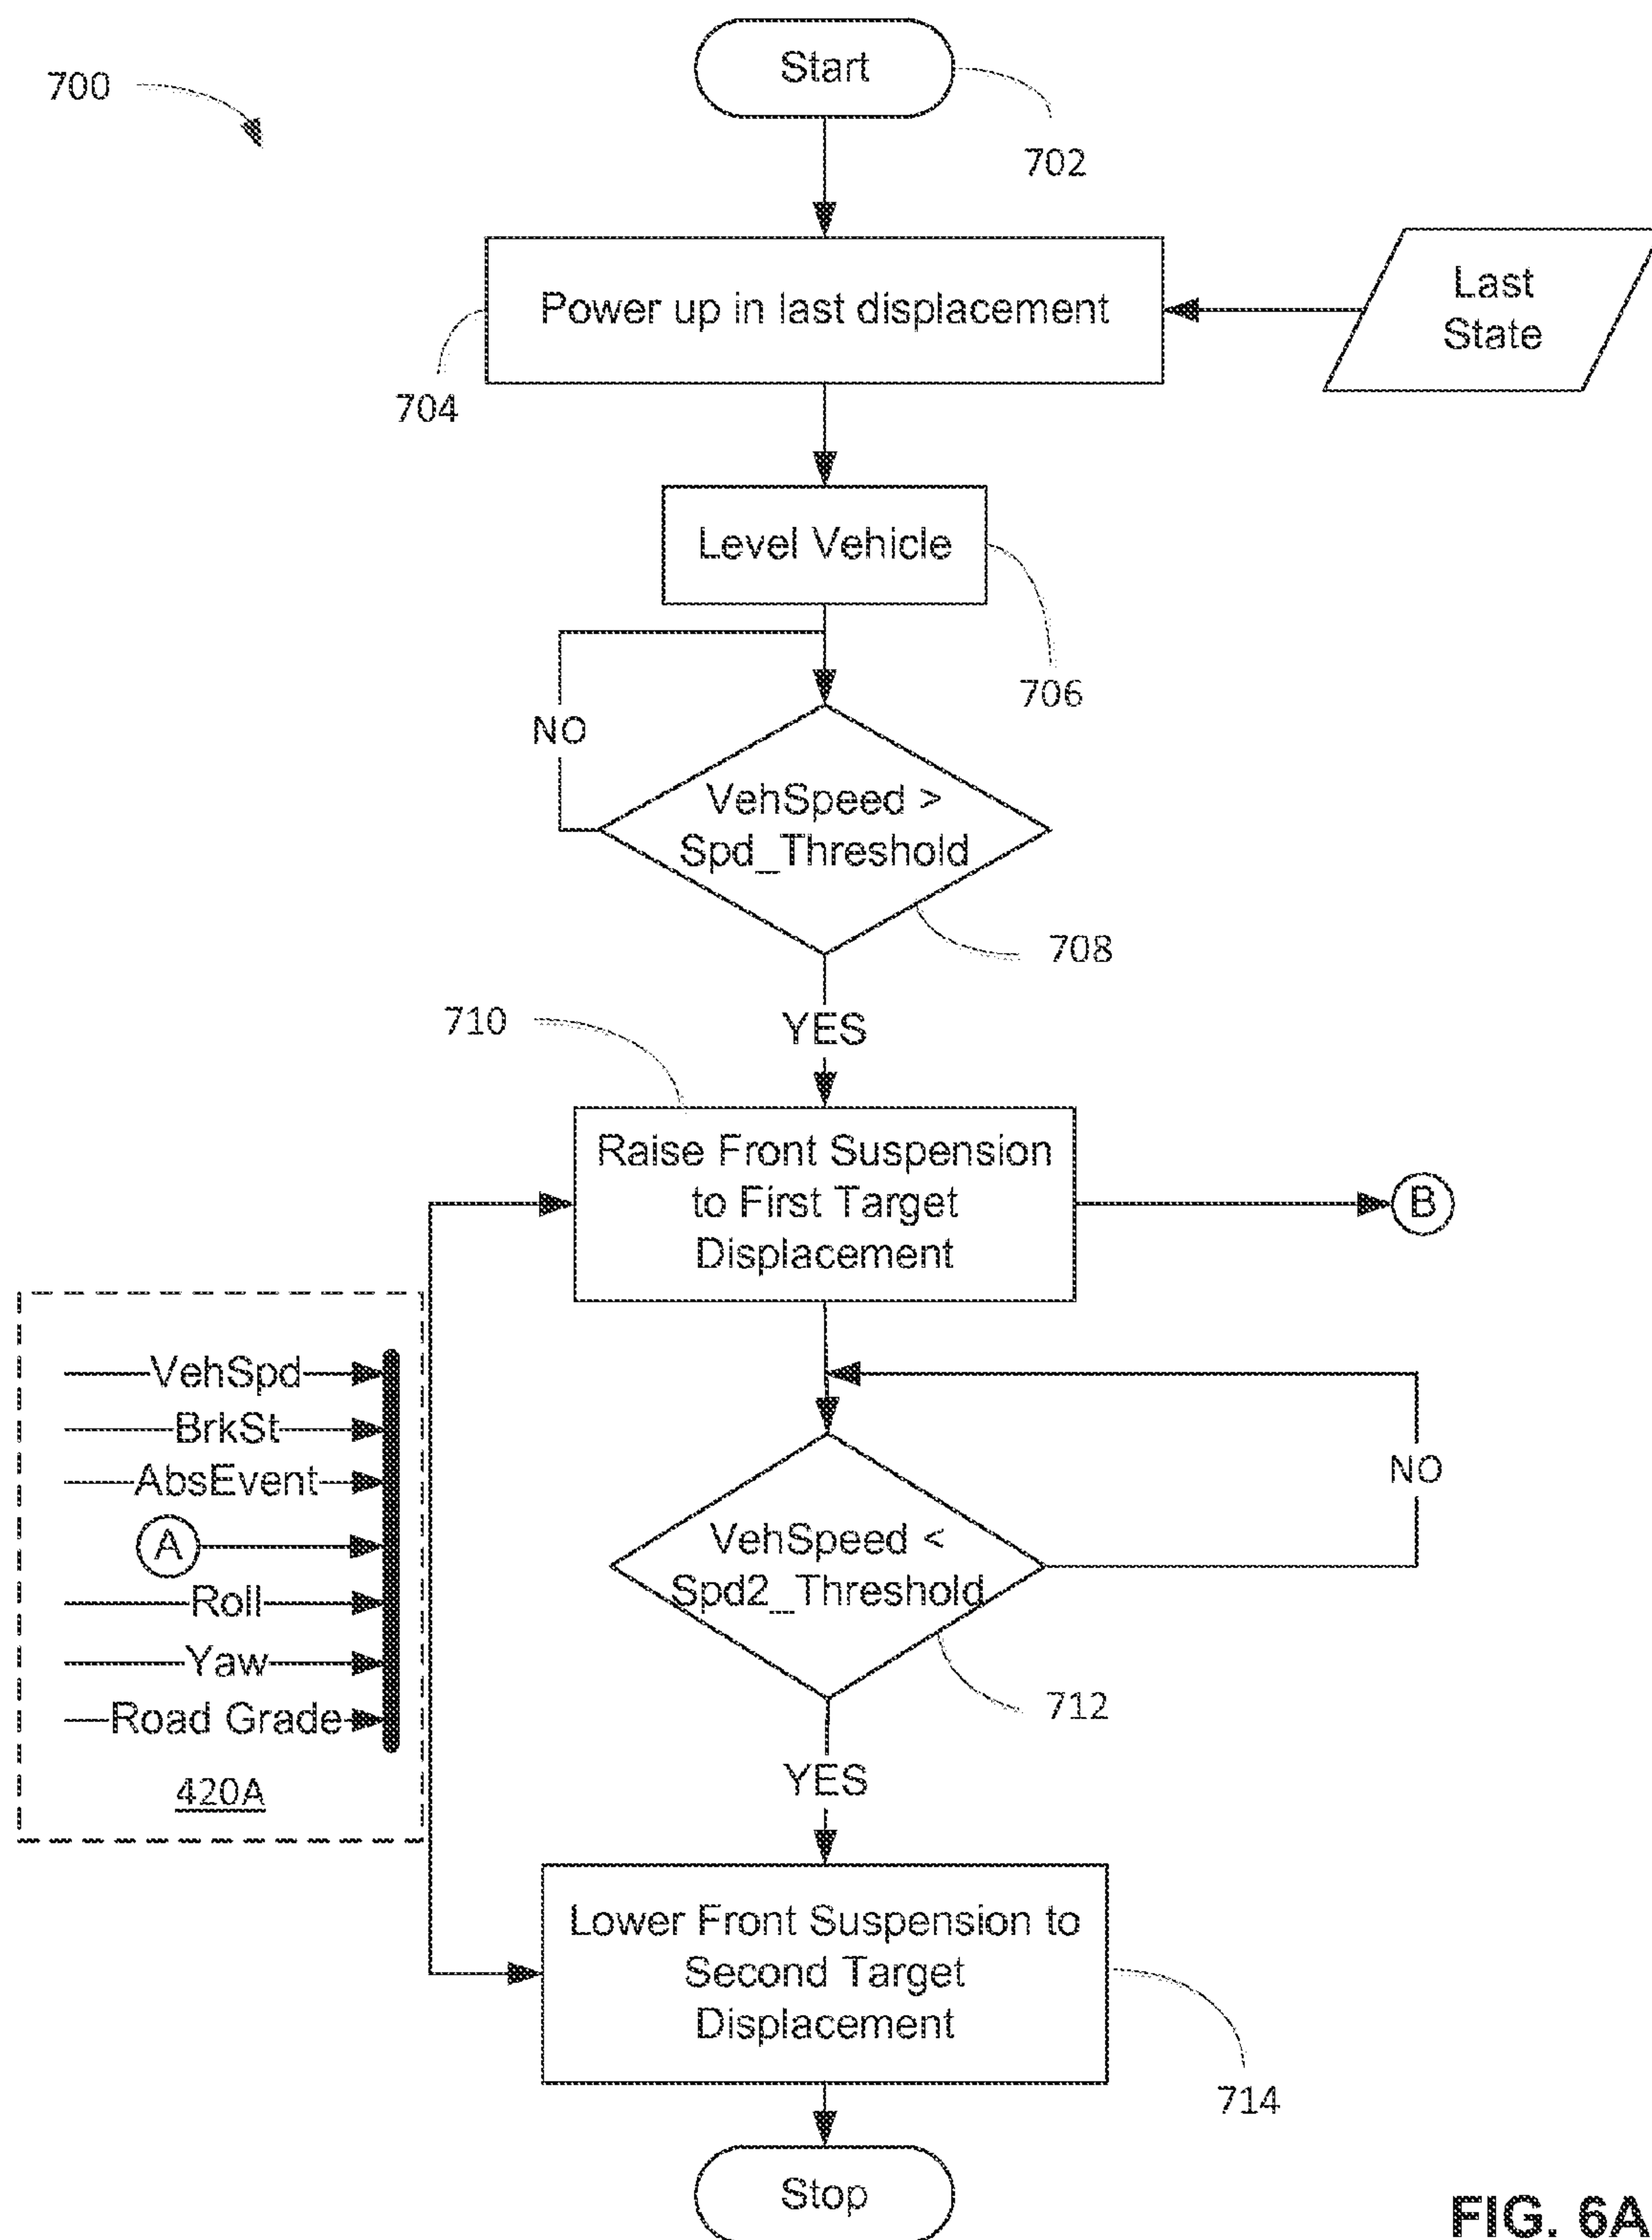 700
Start
702
Power up in last displacement
Last
State
704
Level Vehicle
706
NO
VehSpeed >
Spd_Threshold
708
YES
710
Raise Front Suspension
to First Target
Displacement
B
VehSpd
BrkSt
AbsEvent
A
Roll
Yaw
Road Grade
420A
NO
VehSpeed <
Spd2_Threshold
712
YES
Lower Front Suspension to
Second Target
Displacement
714
Stop
FIG. 6A